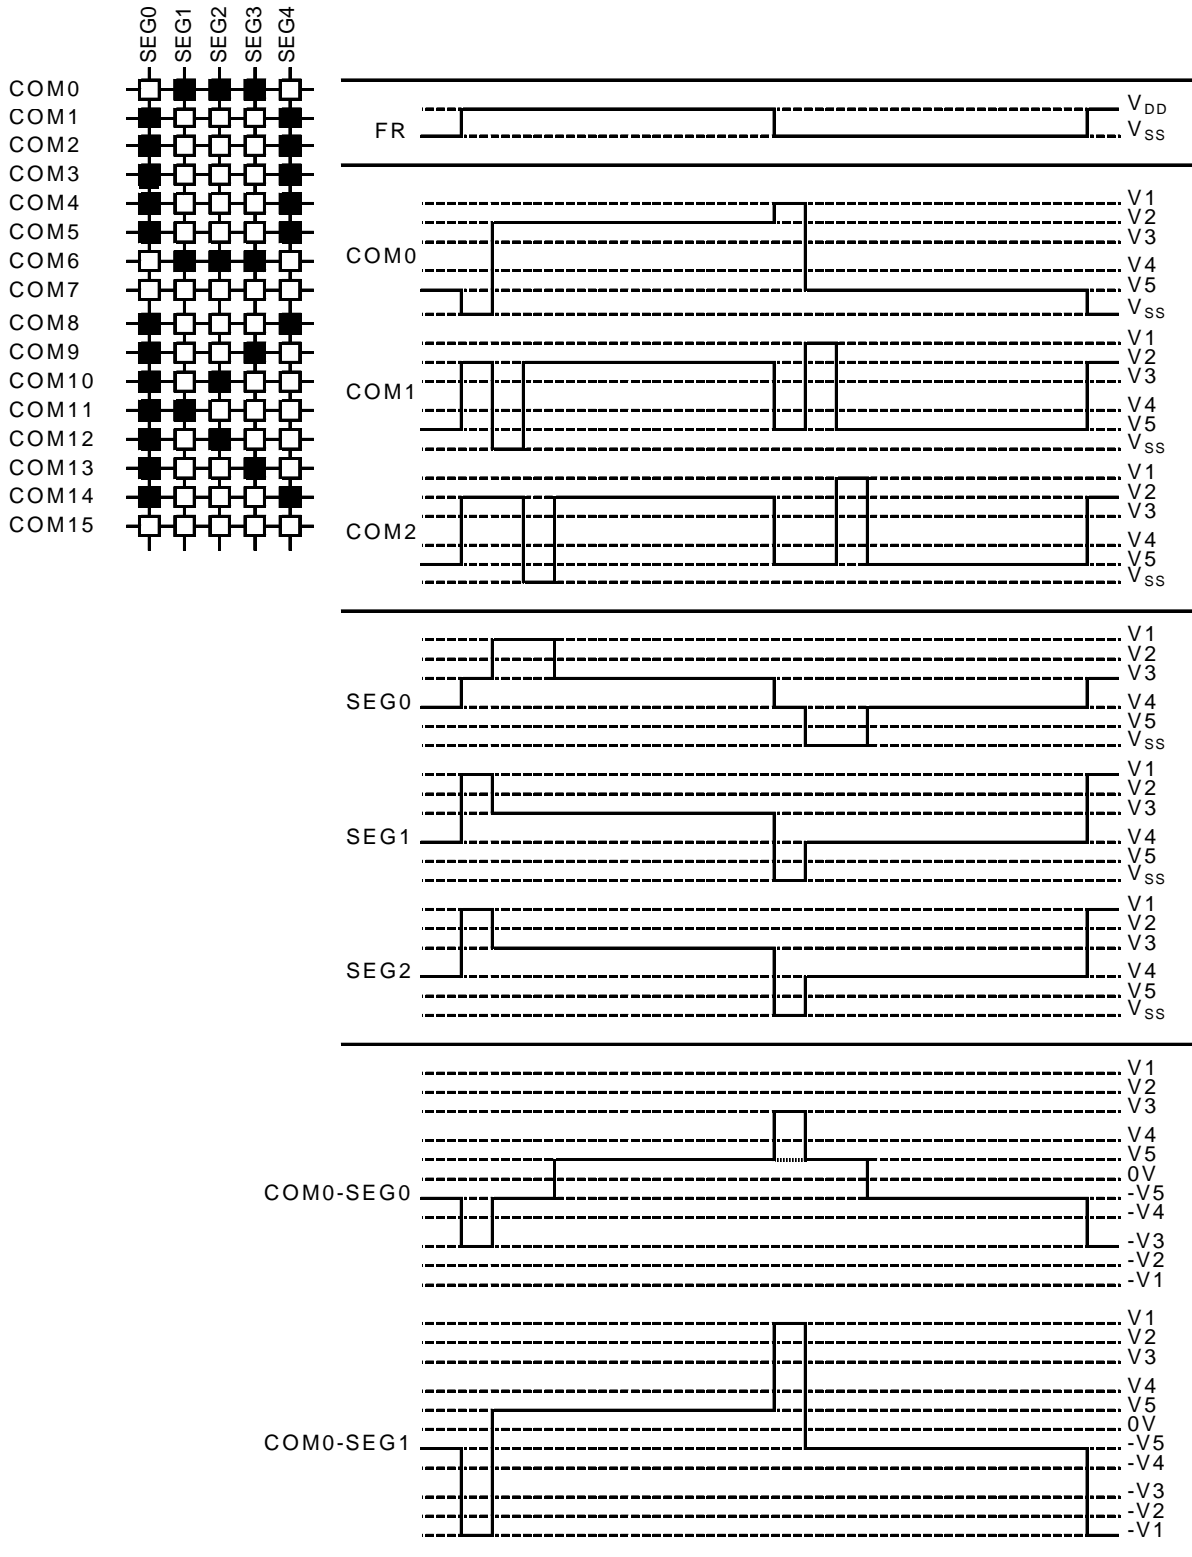 SEG0 SEG1 SEG2 SEG3 SEG4
COM0
COM1
COM2
COM3
COM4
COM5
COM6
COM7
COM8
COM9
COM10
COM11
COM12
COM13
COM14
COM15
FR
VDD
VSS
COM0
V1
V2
V3
V4
V5
VSS
COM1
V1
V2
V3
V4
V5
VSS
COM2
V1
V2
V3
V4
V5
VSS
SEG0
V1
V2
V3
V4
V5
VSS
SEG1
V1
V2
V3
V4
V5
VSS
SEG2
V1
V2
V3
V4
V5
VSS
COM0-SEG0
V1
V2
V3
V4
V5
0V
-V5
-V4
-V3
-V2
-V1
COM0-SEG1
V1
V2
V3
V4
V5
0V
-V5
-V4
-V3
-V2
-V1